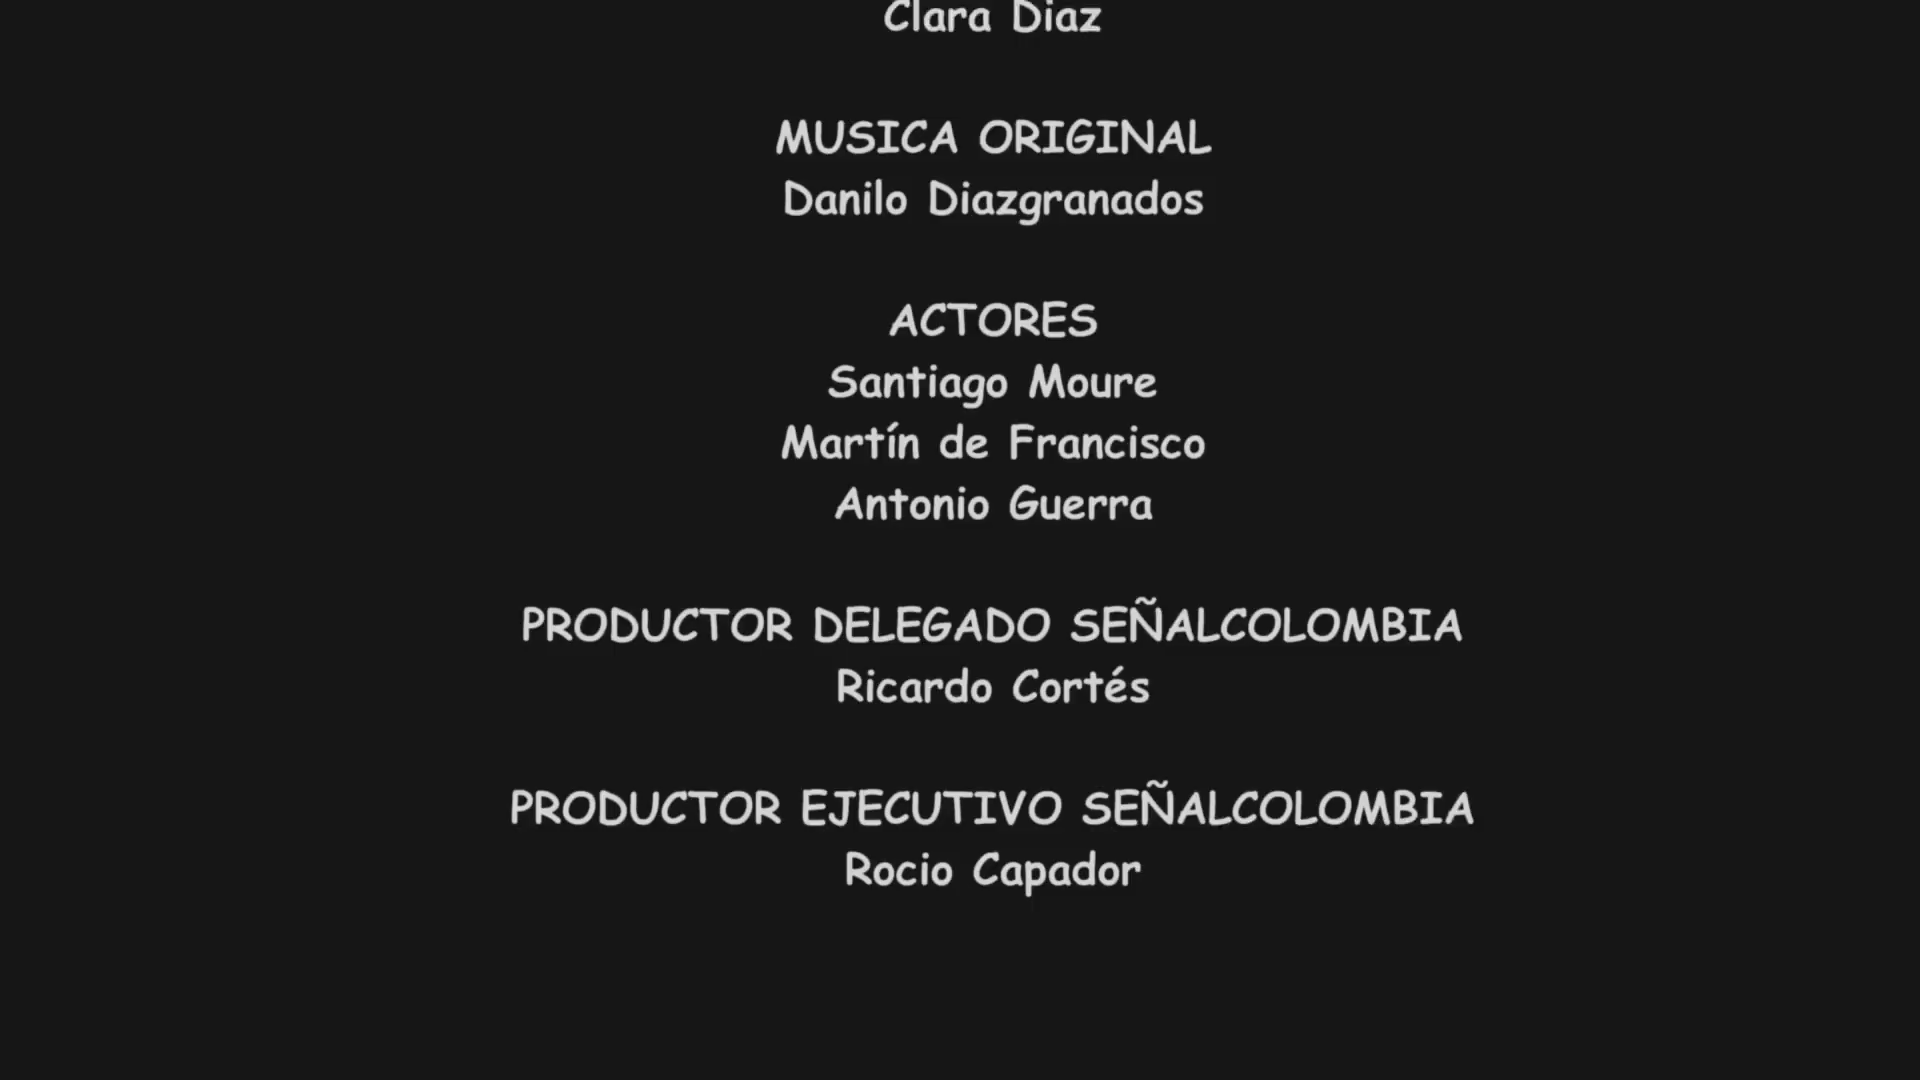 Clara Diaz
MUSICA ORIGINAL
Danilo Diazgranados
ACTORES
Santiago Moure
Martín de Francisco
Antonio Guerra
PRODUCTOR DELEGADO SEÑALCOLOMBIA
Ricardo Cortés
PRODUCTOR EJECUTIVO SEÑALCOLOMBIA
Rocio Capador